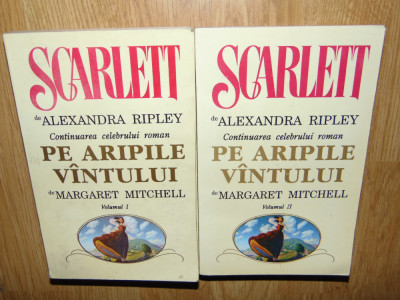 SCARLETT
de ALEXANDRA RIPLEY
Continuarea celebrului roman
PE ARIPILE
VÎNTULUI
de MARGARET MITCHELL
Volumul I
SCARLETT
de ALEXANDRA RIPLEY
Continuarea celebrului roman
PE ARIPILE
VÎNTULUI
de MARGARET MITCHELL
Volumul II